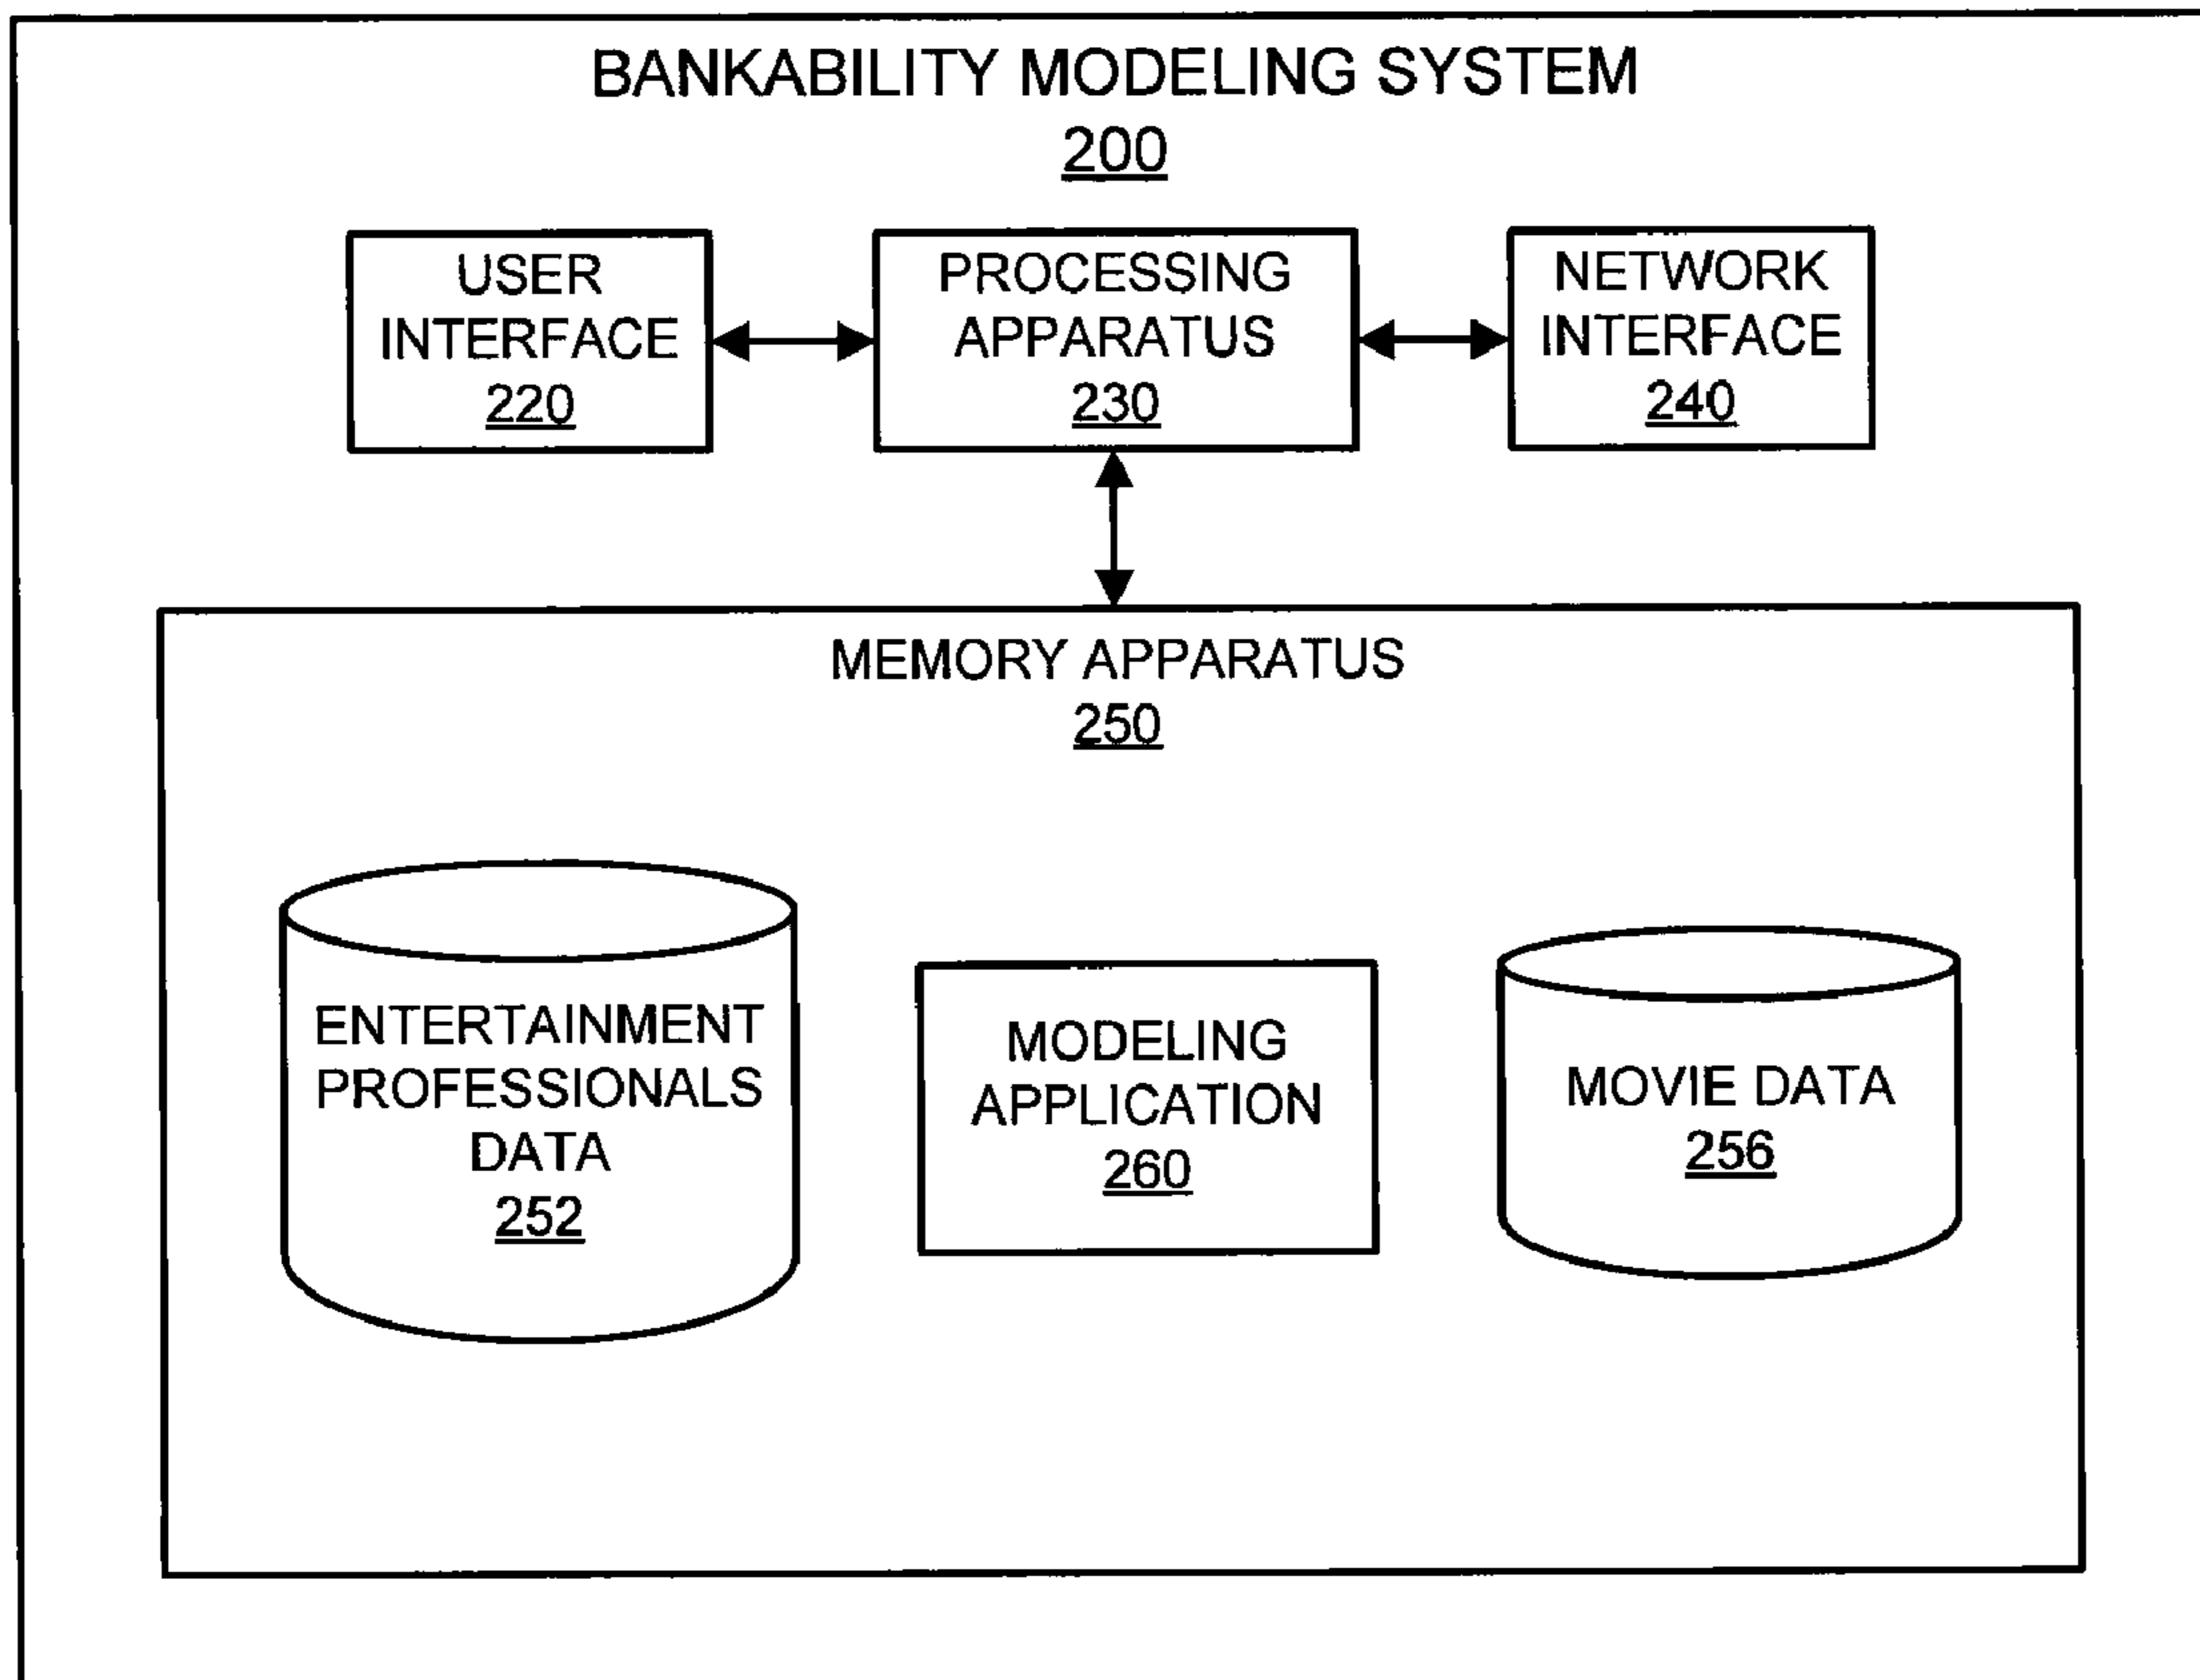 BANKABILITY MODELING SYSTEM
200
USER
INTERFACE
220
PROCESSING
APPARATUS
230
NETWORK
INTERFACE
240
MEMORY APPARATUS
250
ENTERTAINMENT
PROFESSIONALS
DATA
252
MODELING
APPLICATION
260
MOVIE DATA
256